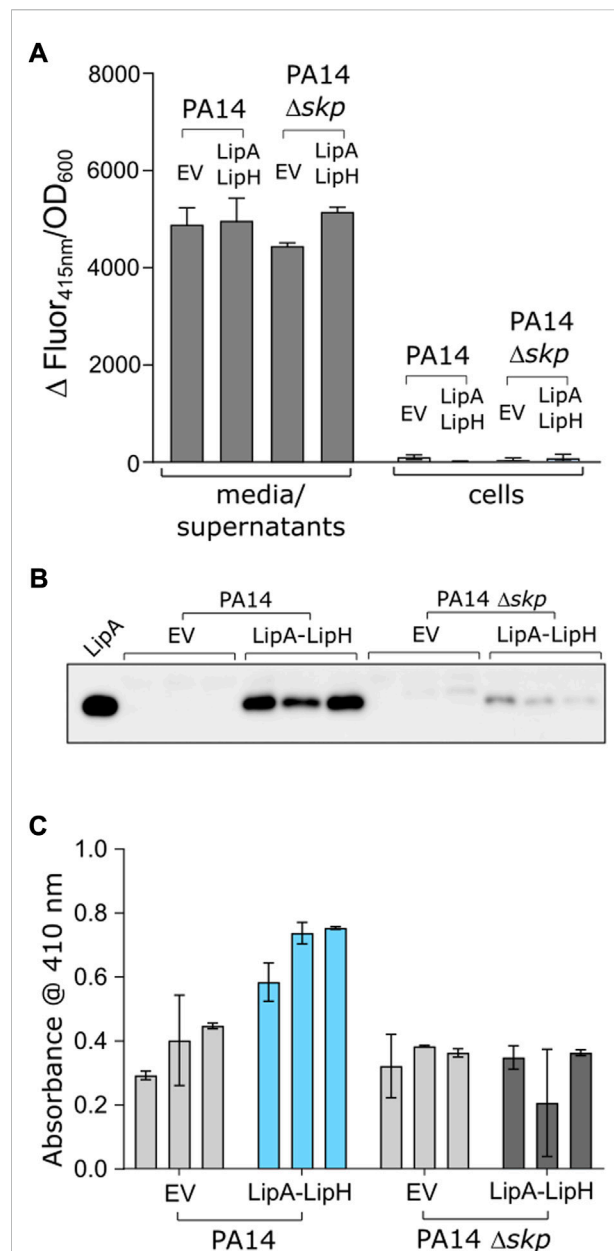 A
8000
6000
4000
2000
0
Δ Fluor415nm/OD600
PA14
EV
LipA
LipH
PA14
Δskp
EV
LipA
LipH
PA14
EV
LipA
LipH
PA14
Δskp
EV
LipA
LipH
media/
supernatants
cells
B
LipA
PA14
EV
LipA-LipH
PA14 Δskp
EV
LipA-LipH
C
1.0
0.8
0.6
0.4
0.2
0.0
Absorbance @ 410 nm
EV
LipA-LipH
EV
LipA-LipH
PA14
PA14 Δskp